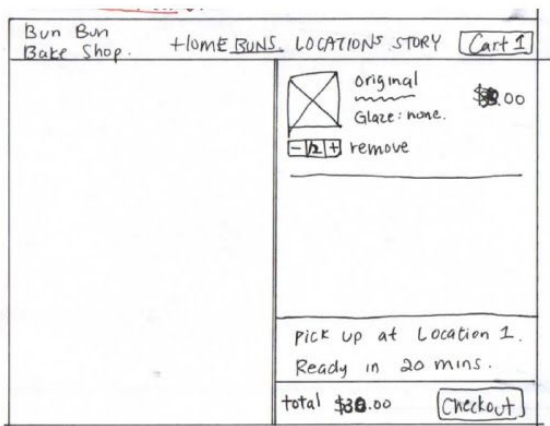 Bun Bun
Bake Shop.
HOME BUNS. LOCATIONS STORY Cart 1
original
.00
Glaze: none.
- + remove
Pick up at Location 1.
Ready in 20 mins.
total .00 Checkout